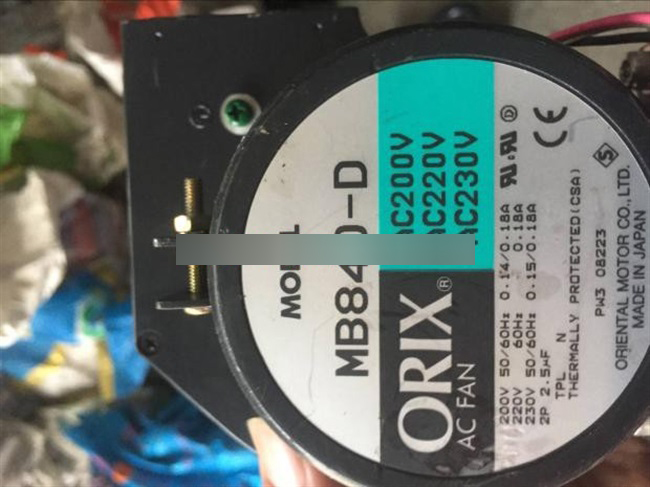 MODEL
MB840-D
ORIX®
AC FAN
AC200V
AC220V
AC230V
200V 50/60Hz 0.14/0.18A
220V 60Hz 0.18A
230V 50/60Hz 0.15/0.18A
2P 2.5µF
TPL N
THERMALLY PROTECTED(CSA)
CE
S
PW3 08223
ORIENTAL MOTOR CO.,LTD.
MADE IN JAPAN